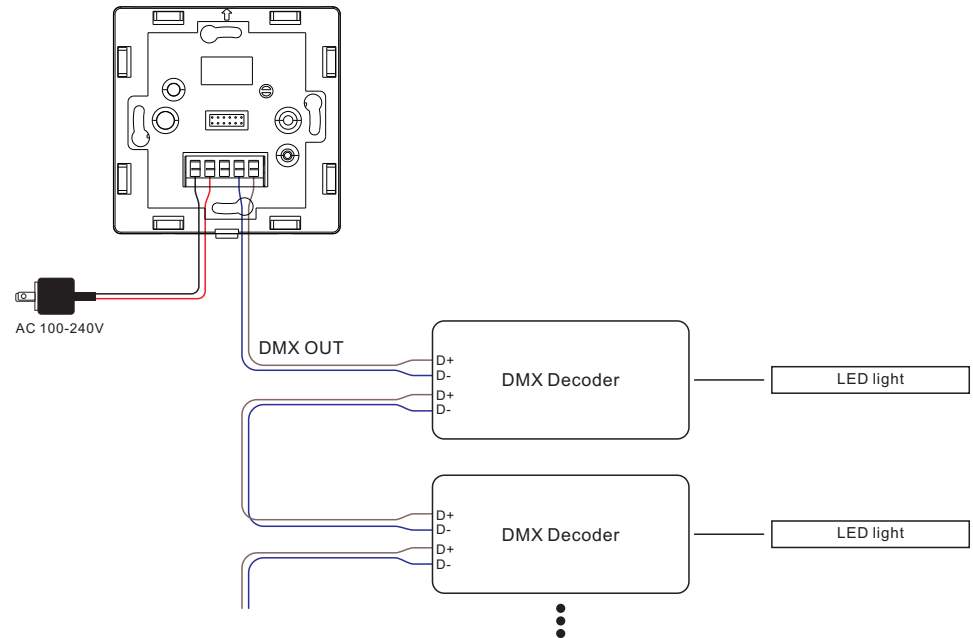 AC 100-240V
DMX OUT
D+
D-
D+
D-
DMX Decoder
LED light
D+
D-
D+
D-
DMX Decoder
LED light